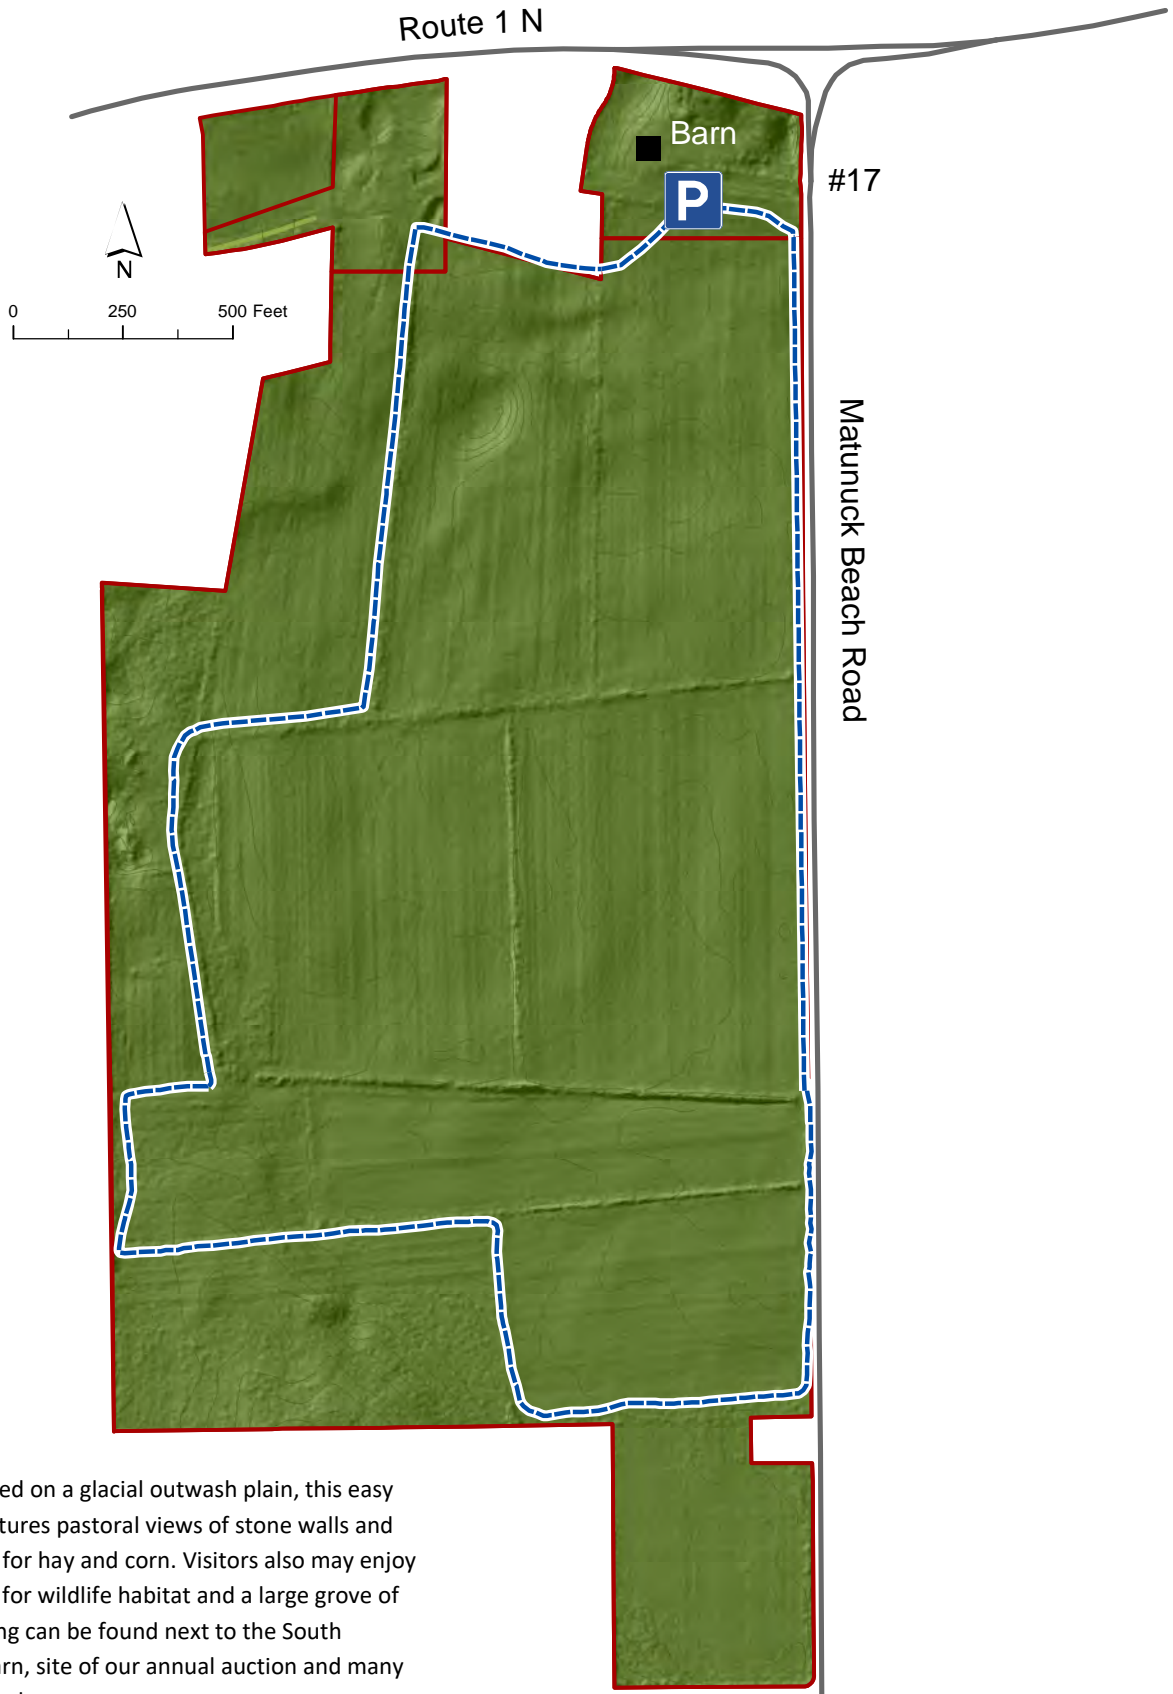 Route 1 N
Barn
P
#17
N
0 250 500 Feet
Matunuck Beach Road
ed on a glacial outwash plain, this easy
tures pastoral views of stone walls and
for hay and corn. Visitors also may enjoy
for wildlife habitat and a large grove of
ng can be found next to the South
arn, site of our annual auction and many